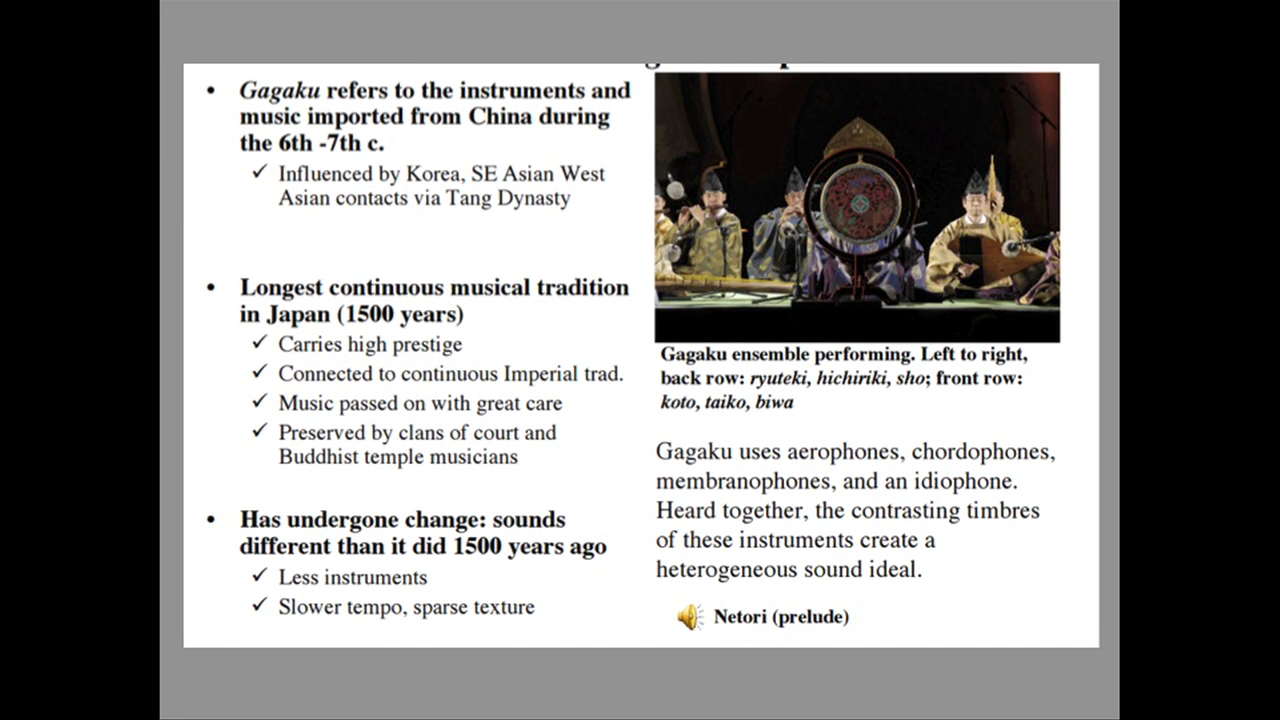 • Gagaku refers to the instruments and
music imported from China during
the 6th -7th c.
✓ Influenced by Korea, SE Asian West
Asian contacts via Tang Dynasty
• Longest continuous musical tradition
in Japan (1500 years)
✓ Carries high prestige
✓ Connected to continuous Imperial trad.
✓ Music passed on with great care
✓ Preserved by clans of court and
Buddhist temple musicians
• Has undergone change: sounds
different than it did 1500 years ago
✓ Less instruments
✓ Slower tempo, sparse texture
Gagaku ensemble performing. Left to right,
back row: ryuteki, hichiriki, sho; front row:
koto, taiko, biwa
Gagaku uses aerophones, chordophones,
membranophones, and an idiophone.
Heard together, the contrasting timbres
of these instruments create a
heterogeneous sound ideal.
Netori (prelude)